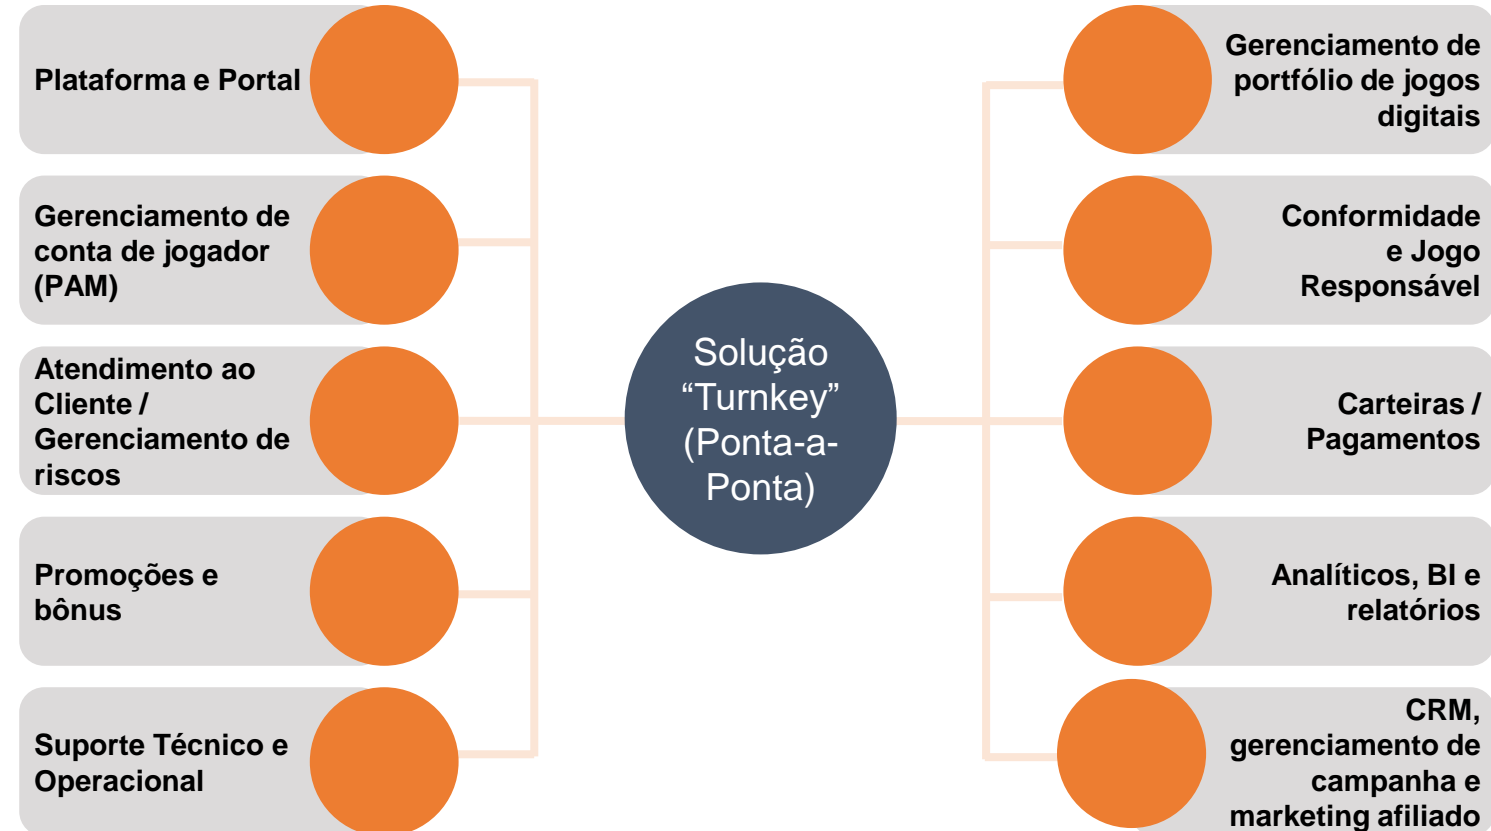 Plataforma e Portal
Gerenciamento de
conta de jogador
(PAM)
Atendimento ao
Cliente /
Gerenciamento de
riscos
Promoções e
bônus
Suporte Técnico e
Operacional
Solução
“Turnkey”
(Ponta-a-
Ponta)
Gerenciamento de
portfólio de jogos
digitais
Conformidade
e Jogo
Responsável
Carteiras /
Pagamentos
Analíticos, BI e
relatórios
CRM,
gerenciamento de
campanha e
marketing afiliado